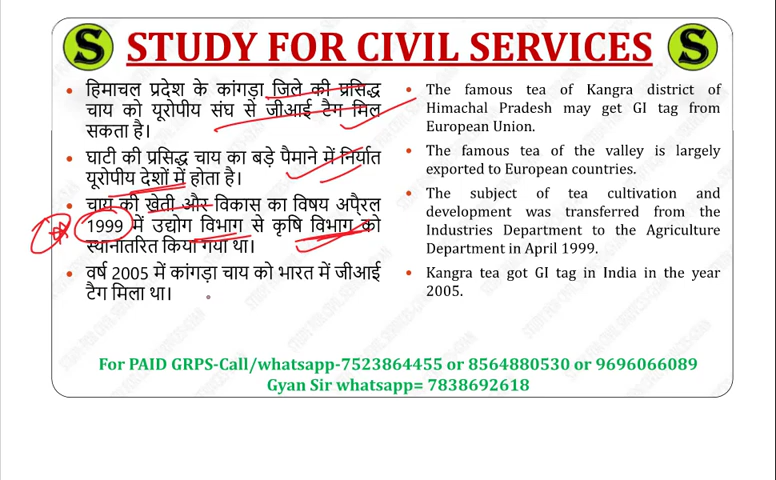 S STUDY FOR CIVIL SERVICES S
• हिमाचल प्रदेश के कांगड़ा जिले की प्रसिद्ध
चाय को यूरोपीय संघ से जीआई टैग मिल
सकता है।
• घाटी की प्रसिद्ध चाय का बड़े पैमाने में निर्यात
यूरोपीय देशों में होता है।
• चाय की खेती और विकास का विषय अप्रैल
1999 में उद्योग विभाग से कृषि विभाग को
स्थानांतरित किया गया था।
• वर्ष 2005 में कांगड़ा चाय को भारत में जीआई
टैग मिला था।
• The famous tea of Kangra district of
Himachal Pradesh may get GI tag from
European Union.
• The famous tea of the valley is largely
exported to European countries.
• The subject of tea cultivation and
development was transferred from the
Industries Department to the Agriculture
Department in April 1999.
• Kangra tea got GI tag in India in the year
2005.
For PAID GRPS-Call/whatsapp-7523864455 or 8564880530 or 9696066089
Gyan Sir whatsapp= 7838692618